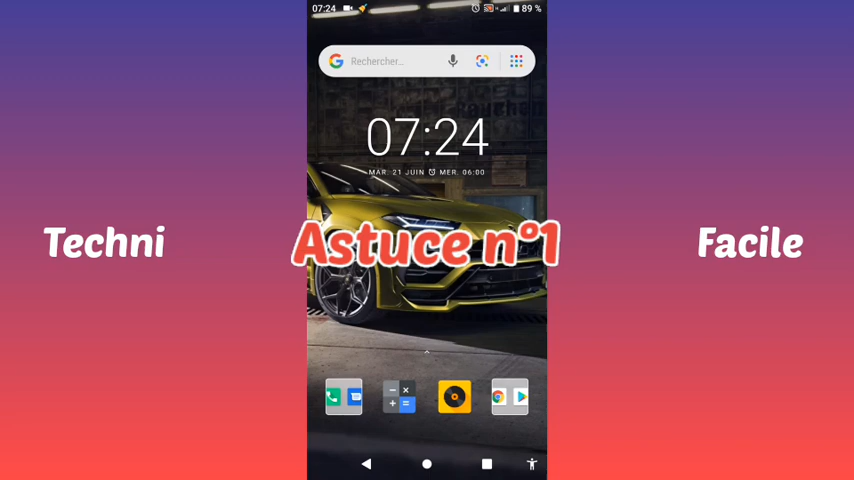 07:24
89 %
Rechercher...
07:24
MAR. 21 JUIN MER. 06:00
Techni
Astuce n°1
Facile